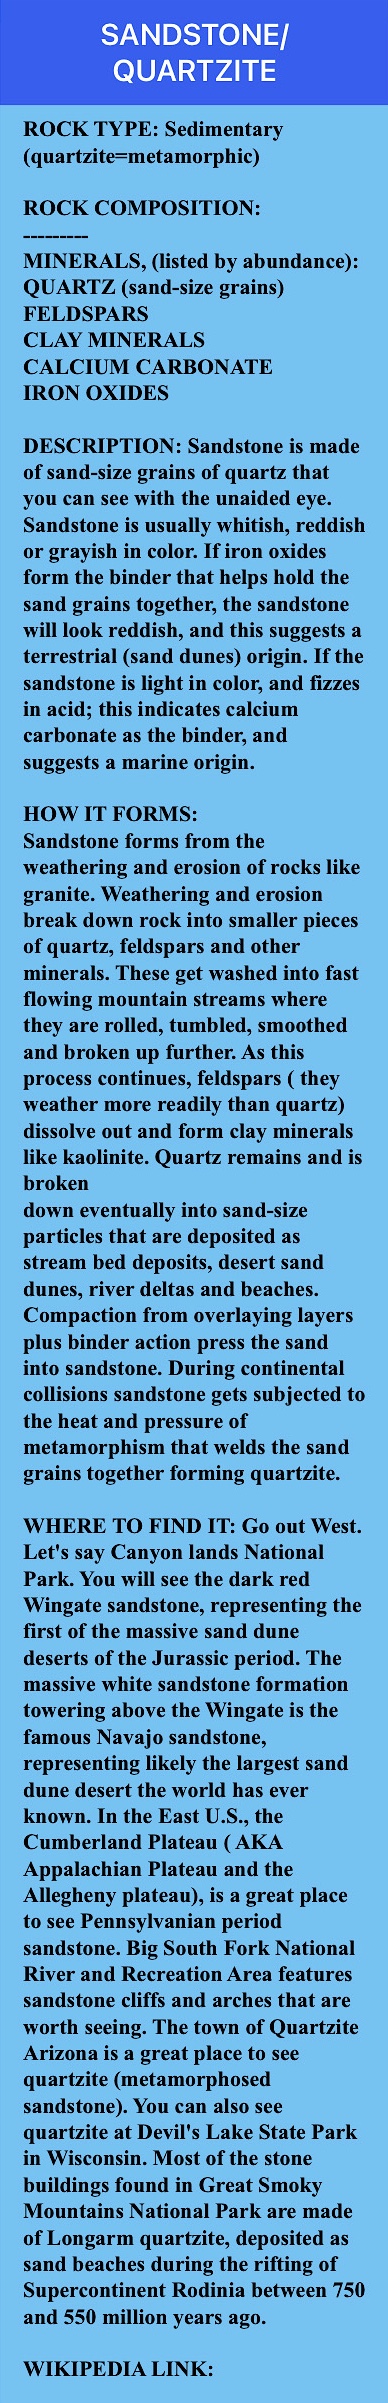 SANDSTONE/
QUARTZITE
ROCK TYPE: Sedimentary
(quartzite=metamorphic)
ROCK COMPOSITION:
---------
MINERALS, (listed by abundance):
QUARTZ (sand-size grains)
FELDSPARS
CLAY MINERALS
CALCIUM CARBONATE
IRON OXIDES
DESCRIPTION: Sandstone is made
of sand-size grains of quartz that
you can see with the unaided eye.
Sandstone is usually whitish, reddish
or grayish in color. If iron oxides
form the binder that helps hold the
sand grains together, the sandstone
will look reddish, and this suggests a
terrestrial (sand dunes) origin. If the
sandstone is light in color, and fizzes
in acid; this indicates calcium
carbonate as the binder, and
suggests a marine origin.
HOW IT FORMS:
Sandstone forms from the
weathering and erosion of rocks like
granite. Weathering and erosion
break down rock into smaller pieces
of quartz, feldspars and other
minerals. These get washed into fast
flowing mountain streams where
they are rolled, tumbled, smoothed
and broken up further. As this
process continues, feldspars ( they
weather more readily than quartz)
dissolve out and form clay minerals
like kaolinite. Quartz remains and is
broken
down eventually into sand-size
particles that are deposited as
stream bed deposits, desert sand
dunes, river deltas and beaches.
Compaction from overlaying layers
plus binder action press the sand
into sandstone. During continental
collisions sandstone gets subjected to
the heat and pressure of
metamorphism that welds the sand
grains together forming quartzite.
WHERE TO FIND IT: Go out West.
Let's say Canyon lands National
Park. You will see the dark red
Wingate sandstone, representing the
first of the massive sand dune
deserts of the Jurassic period. The
massive white sandstone formation
towering above the Wingate is the
famous Navajo sandstone,
representing likely the largest sand
dune desert the world has ever
known. In the East U.S., the
Cumberland Plateau ( AKA
Appalachian Plateau and the
Allegheny plateau), is a great place
to see Pennsylvanian period
sandstone. Big South Fork National
River and Recreation Area features
sandstone cliffs and arches that are
worth seeing. The town of Quartzite
Arizona is a great place to see
quartzite (metamorphosed
sandstone). You can also see
quartzite at Devil's Lake State Park
in Wisconsin. Most of the stone
buildings found in Great Smoky
Mountains National Park are made
of Longarm quartzite, deposited as
sand beaches during the rifting of
Supercontinent Rodinia between 750
and 550 million years ago.
WIKIPEDIA LINK: